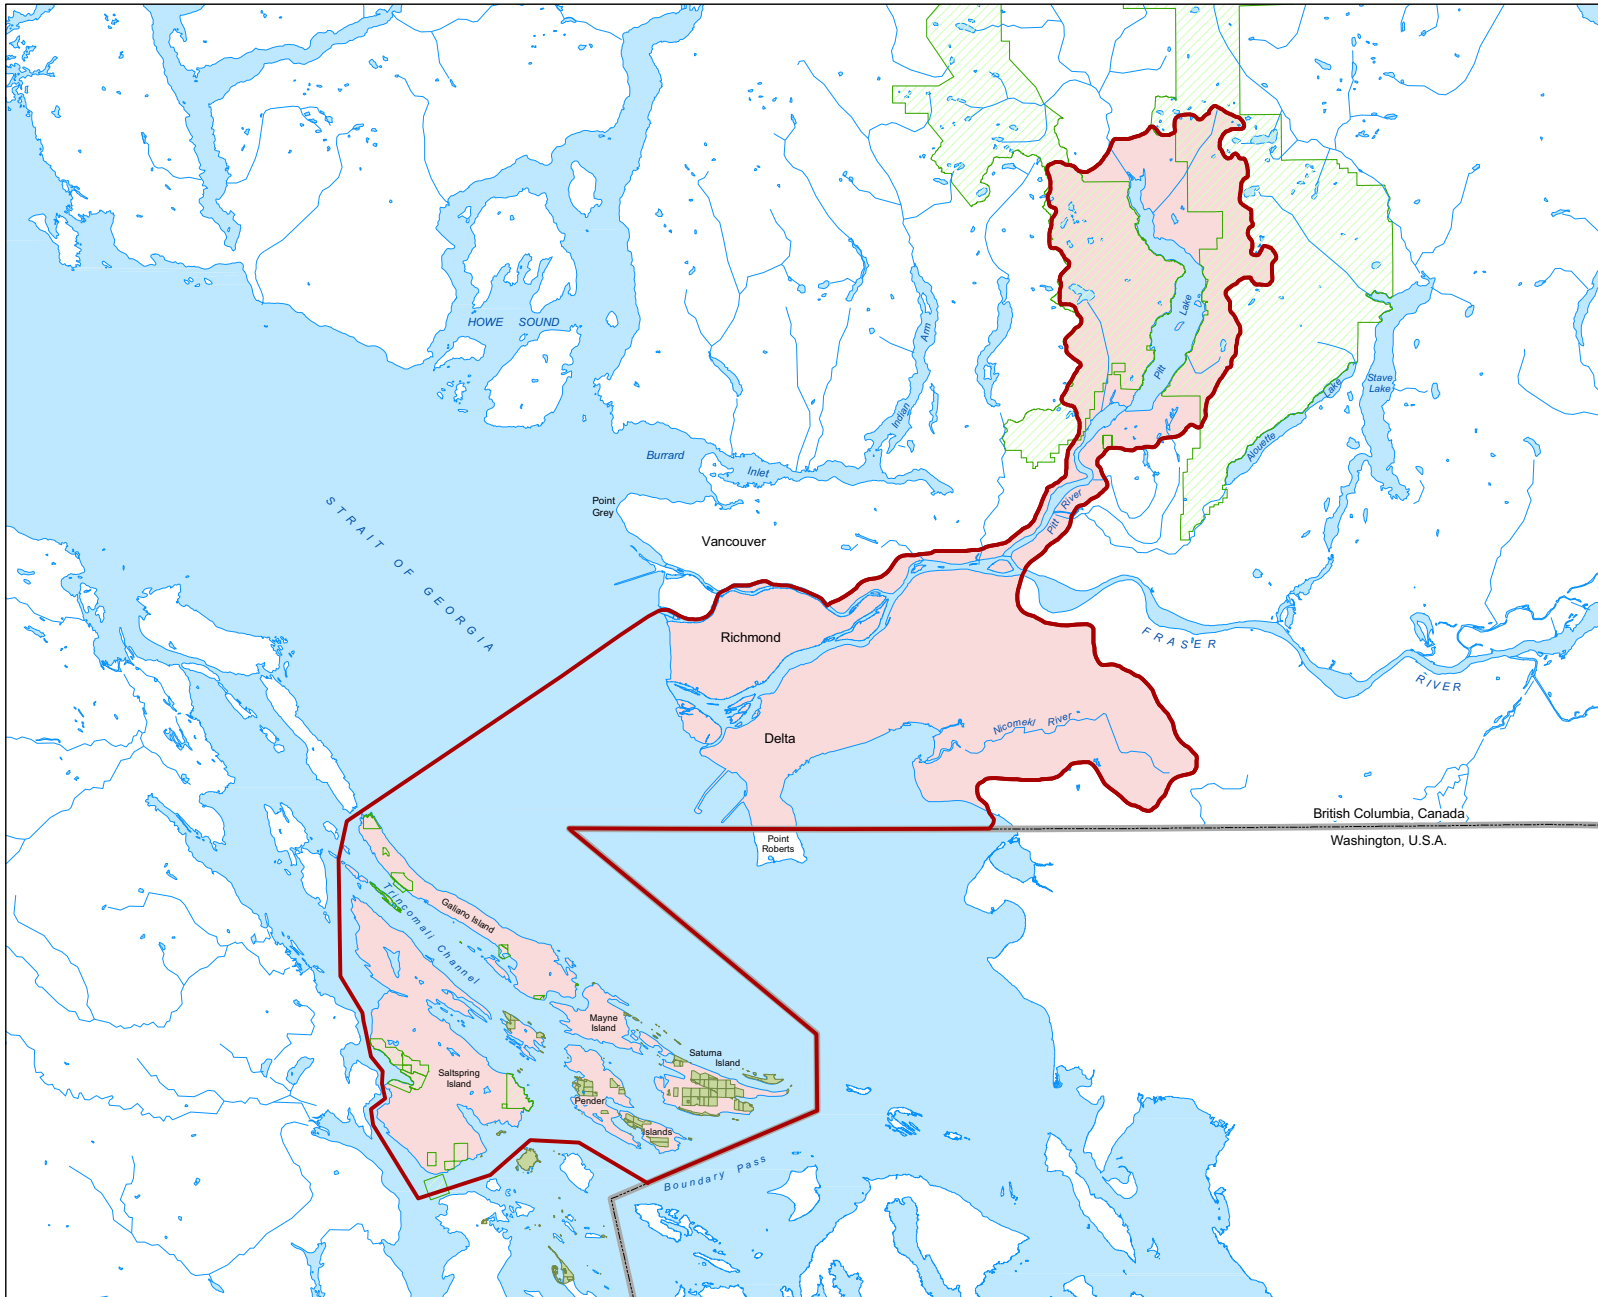 HOWE SOUND
Indian
Arm
Pitt
Lake
Stave
Lake
Alouette
Lake
Burrard
Inlet
Point
Grey
Vancouver
Pitt
River
STRAIT OF GEORGIA
Richmond
FRASER
RIVER
Delta
Nicomekl River
British Columbia, Canada
Washington, U.S.A.
Point
Roberts
Trincomali Channel
Galiano Island
Mayne
Island
Saturna
Island
Saltspring
Island
Pender
Islands
Boundary Pass